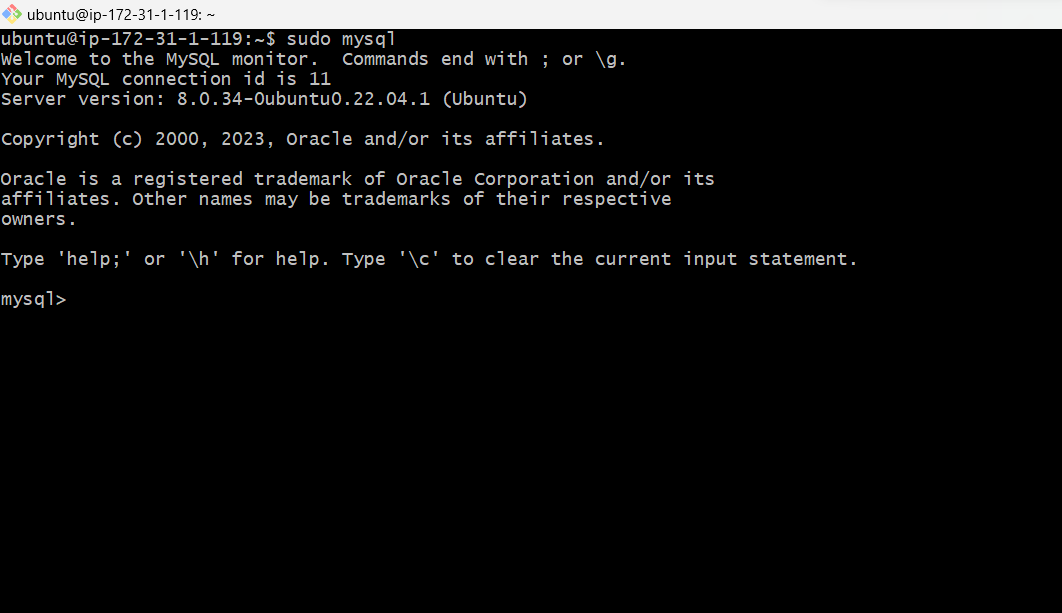 ubuntu@ip-172-31-1-119: ~
ubuntu@ip-172-31-1-119:~$ sudo mysql
Welcome to the MySQL monitor.  Commands end with ; or \g.
Your MySQL connection id is 11
Server version: 8.0.34-0ubuntu0.22.04.1 (Ubuntu)
Copyright (c) 2000, 2023, Oracle and/or its affiliates.
Oracle is a registered trademark of Oracle Corporation and/or its
affiliates. Other names may be trademarks of their respective
owners.
Type 'help;' or '\h' for help. Type '\c' to clear the current input statement.
mysql>